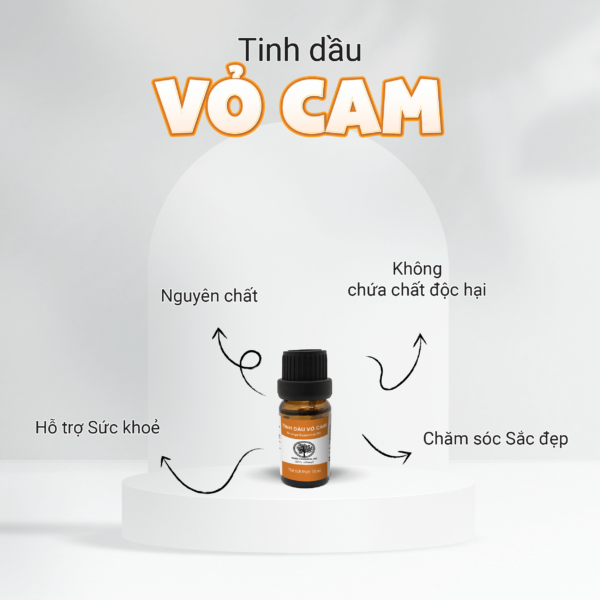 Tinh dầu
VỎ CAM
Không
chứa chất độc hại
Nguyên chất
Hỗ trợ Sức khoẻ
Chăm sóc Sắc đẹp
TINH DẦU VỎ CAM